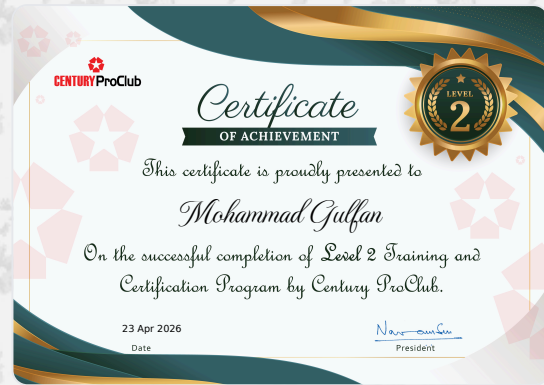 CENTURY ProClub
LEVEL
2
Certificate
OF ACHIEVEMENT
This certificate is proudly presented to
Mohammad Gulfan
On the successful completion of Level 2 Training and
Certification Program by Century ProClub.
23 Apr 2026
Date
President